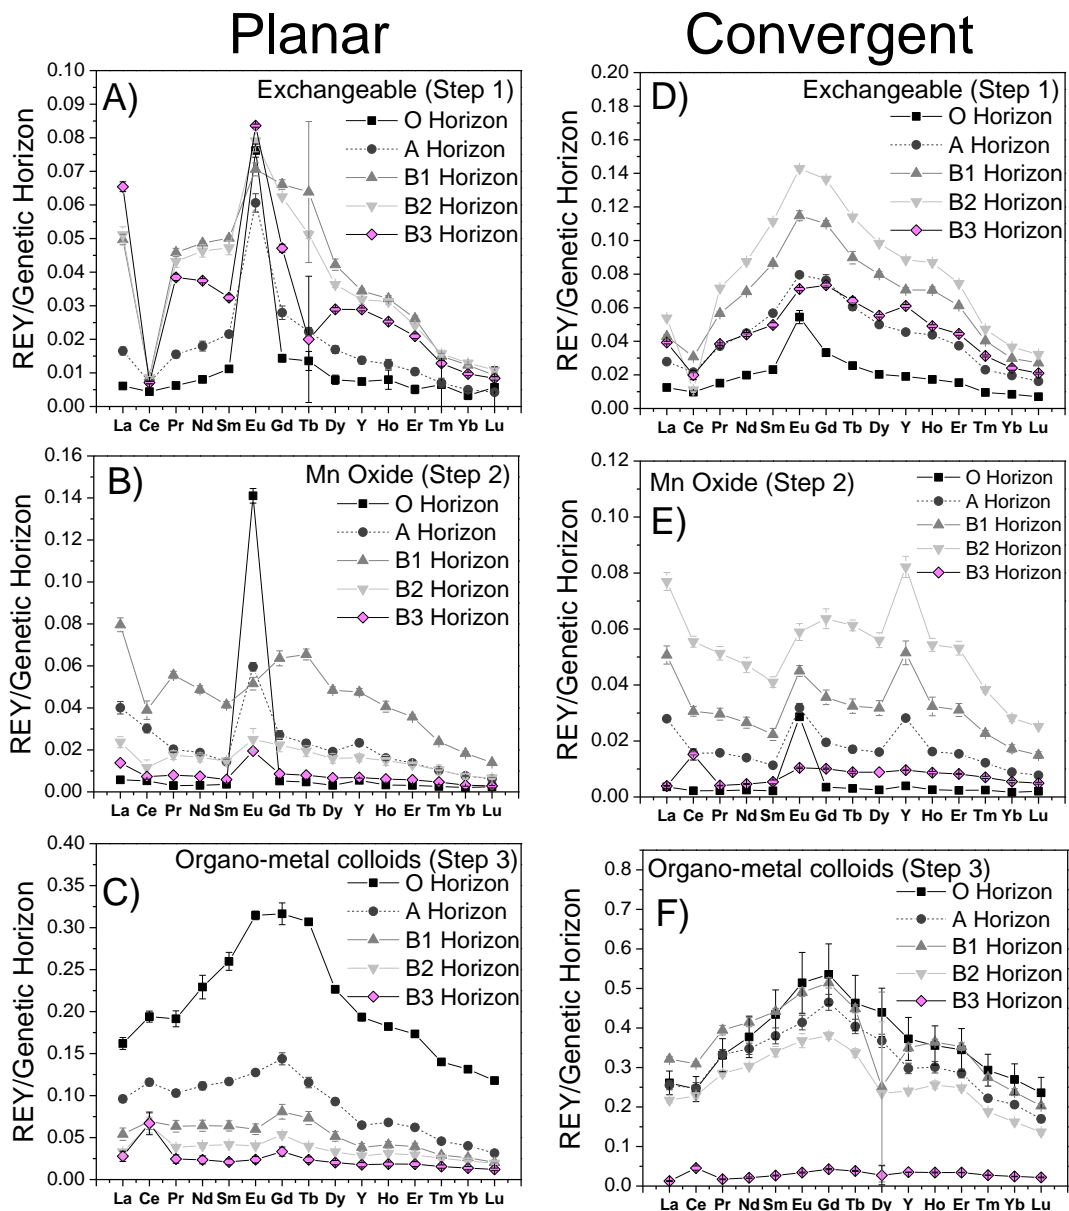 Planar
Convergent
A)
Exchangeable (Step 1)
O Horizon
A Horizon
B1 Horizon
B2 Horizon
B3 Horizon
REY/Genetic Horizon
0.10
0.09
0.08
0.07
0.06
0.05
0.04
0.03
0.02
0.01
0.00
La Ce Pr Nd Sm Eu Gd Tb Dy Y Ho Er Tm Yb Lu
B)
Mn Oxide (Step 2)
O Horizon
A Horizon
B1 Horizon
B2 Horizon
B3 Horizon
REY/Genetic Horizon
0.16
0.14
0.12
0.10
0.08
0.06
0.04
0.02
0.00
La Ce Pr Nd Sm Eu Gd Tb Dy Y Ho Er Tm Yb Lu
C)
Organo-metal colloids (Step 3)
O Horizon
A Horizon
B1 Horizon
B2 Horizon
B3 Horizon
REY/Genetic Horizon
0.40
0.35
0.30
0.25
0.20
0.15
0.10
0.05
0.00
La Ce Pr Nd Sm Eu Gd Tb Dy Y Ho Er Tm Yb Lu
D)
Exchangeable (Step 1)
O Horizon
A Horizon
B1 Horizon
B2 Horizon
B3 Horizon
REY/Genetic Horizon
0.20
0.18
0.16
0.14
0.12
0.10
0.08
0.06
0.04
0.02
0.00
La Ce Pr Nd Sm Eu Gd Tb Dy Y Ho Er Tm Yb Lu
Mn Oxide (Step 2)
E)
O Horizon
A Horizon
B1 Horizon
B2 Horizon
B3 Horizon
REY/Genetic Horizon
0.12
0.10
0.08
0.06
0.04
0.02
0.00
La Ce Pr Nd Sm Eu Gd Tb Dy Y Ho Er Tm Yb Lu
Organo-metal colloids (Step 3)
F)
O Horizon
A Horizon
B1 Horizon
B2 Horizon
B3 Horizon
REY/Genetic Horizon
0.8
0.7
0.6
0.5
0.4
0.3
0.2
0.1
0.0
La Ce Pr Nd Sm Eu Gd Tb Dy Y Ho Er Tm Yb Lu